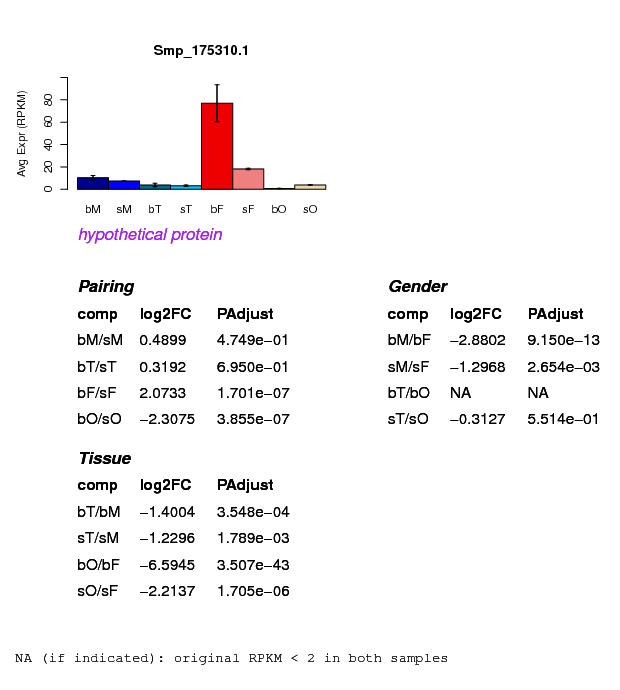 Smp_175310.1
Avg Expr (RPKM)
80
60
40
20
0
bM sM bT sT bF sF bO sO
hypothetical protein
Pairing
comp log2FC PAdjust
bM/sM 0.4899 4.749e−01
bT/sT 0.3192 6.950e−01
bF/sF 2.0733 1.701e−07
bO/sO −2.3075 3.855e−07
Gender
comp log2FC PAdjust
bM/bF −2.8802 9.150e−13
sM/sF −1.2968 2.654e−03
bT/bO NA NA
sT/sO −0.3127 5.514e−01
Tissue
comp log2FC PAdjust
bT/bM −1.4004 3.548e−04
sT/sM −1.2296 1.789e−03
bO/bF −6.5945 3.507e−43
sO/sF −2.2137 1.705e−06
NA (if indicated): original RPKM < 2 in both samples